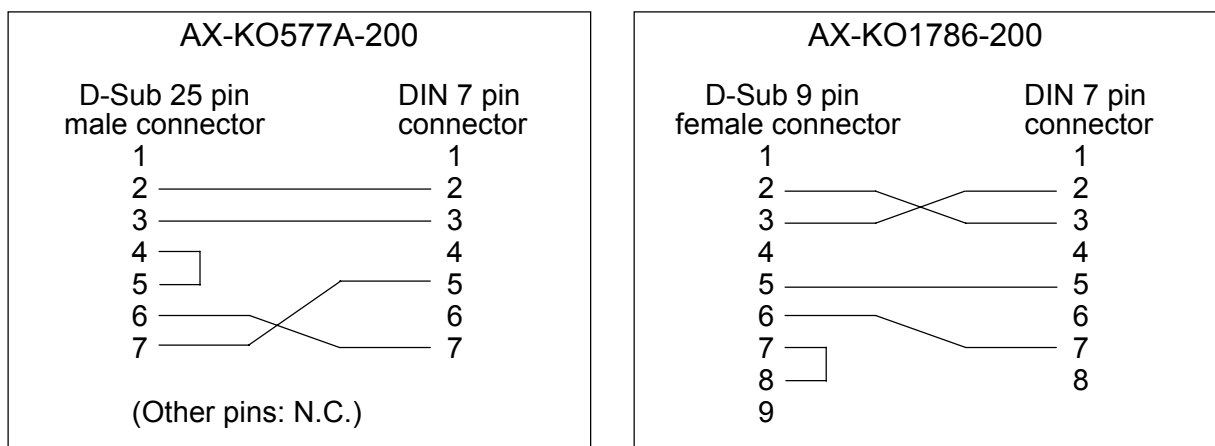 AX-KO577A-200
D-Sub 25 pin
male connector
DIN 7 pin
connector
1 1
2 2
3 3
4 4
5 5
6 6
7 7
(Other pins: N.C.)
AX-KO1786-200
D-Sub 9 pin
female connector
DIN 7 pin
connector
1 1
2 2
3 3
4 4
5 5
6 6
7 7
8 8
9